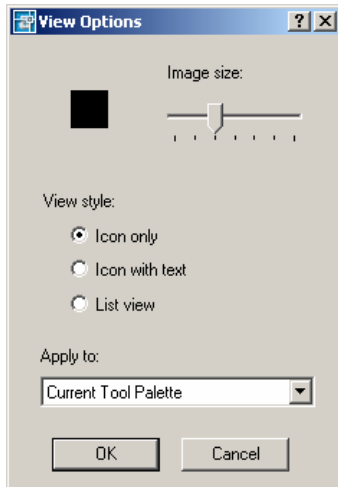 View Options
Image size:
View style:
Icon only
Icon with text
List view
Apply to:
Current Tool Palette
OK Cancel